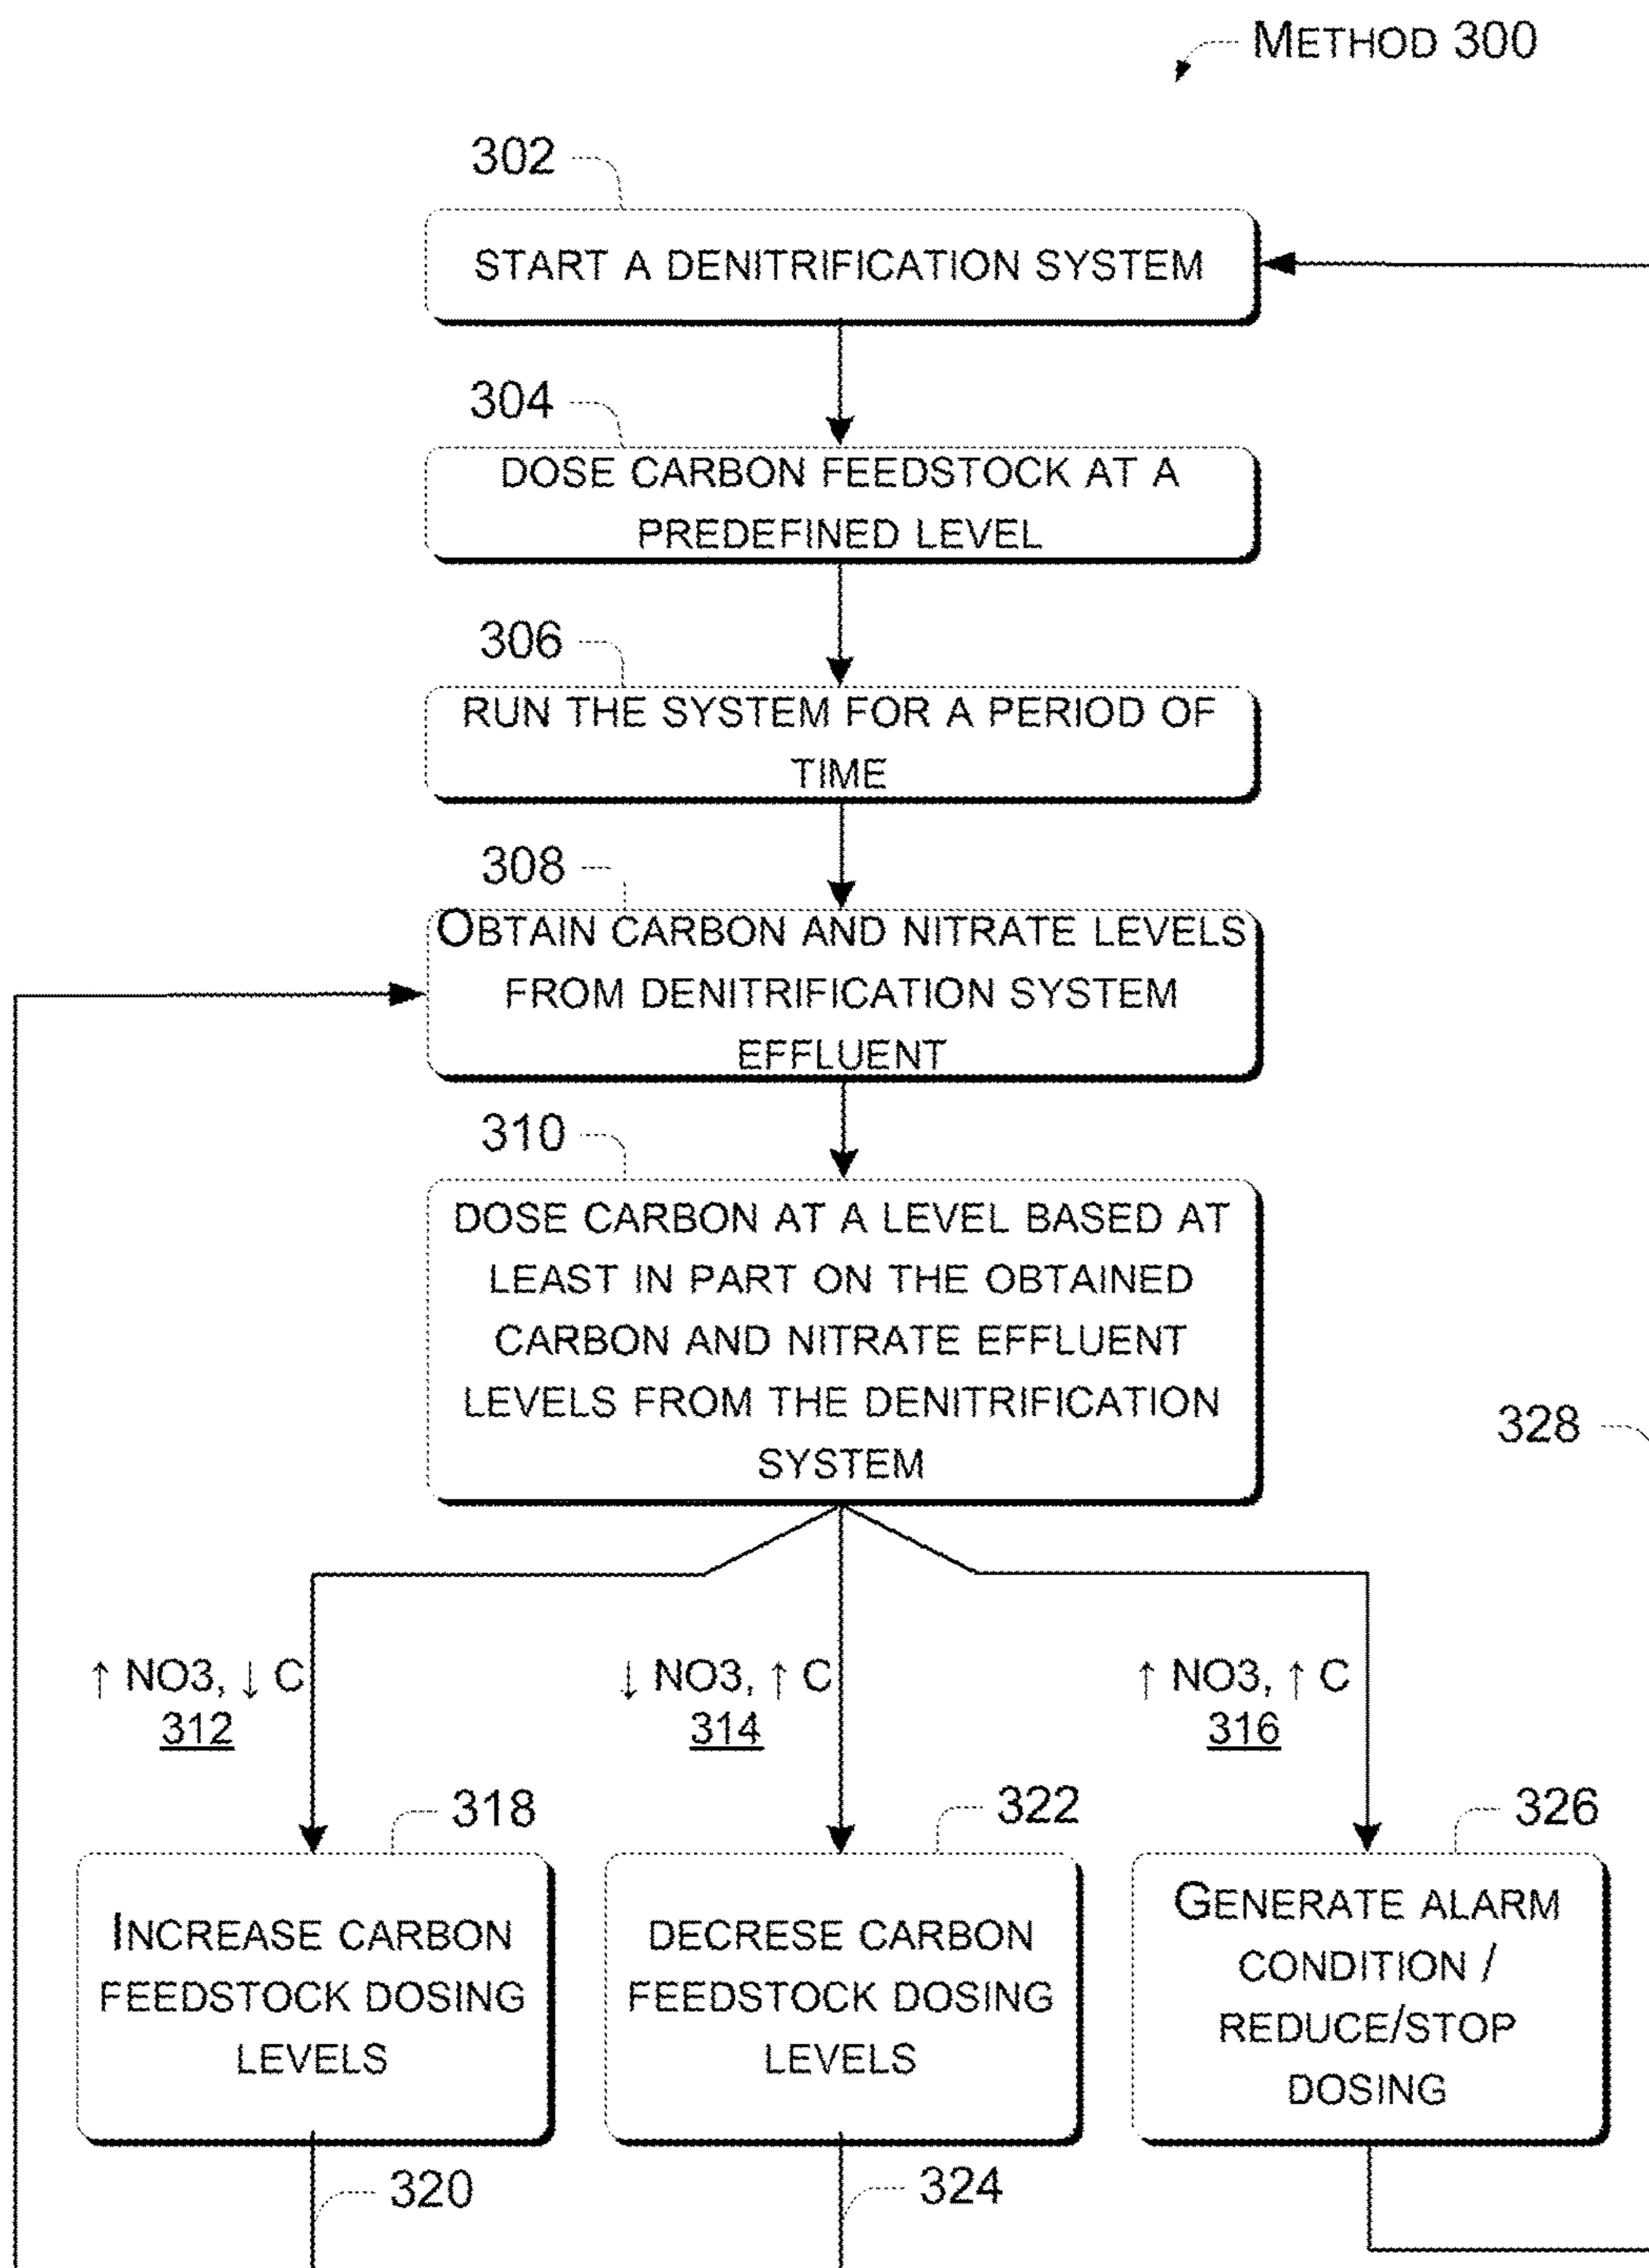 METHOD 300
302
START A DENITRIFICATION SYSTEM
304
DOSE CARBON FEEDSTOCK AT A
PREDEFINED LEVEL
306
RUN THE SYSTEM FOR A PERIOD OF
TIME
308
OBTAIN CARBON AND NITRATE LEVELS
FROM DENITRIFICATION SYSTEM
EFFLUENT
310
DOSE CARBON AT A LEVEL BASED AT
LEAST IN PART ON THE OBTAINED
CARBON AND NITRATE EFFLUENT
LEVELS FROM THE DENITRIFICATION
SYSTEM
328
↑ NO3, ↓ C
312
↓ NO3, ↑ C
314
↑ NO3, ↑ C
316
318
INCREASE CARBON
FEEDSTOCK DOSING
LEVELS
320
322
DECRESE CARBON
FEEDSTOCK DOSING
LEVELS
324
326
GENERATE ALARM
CONDITION /
REDUCE/STOP
DOSING